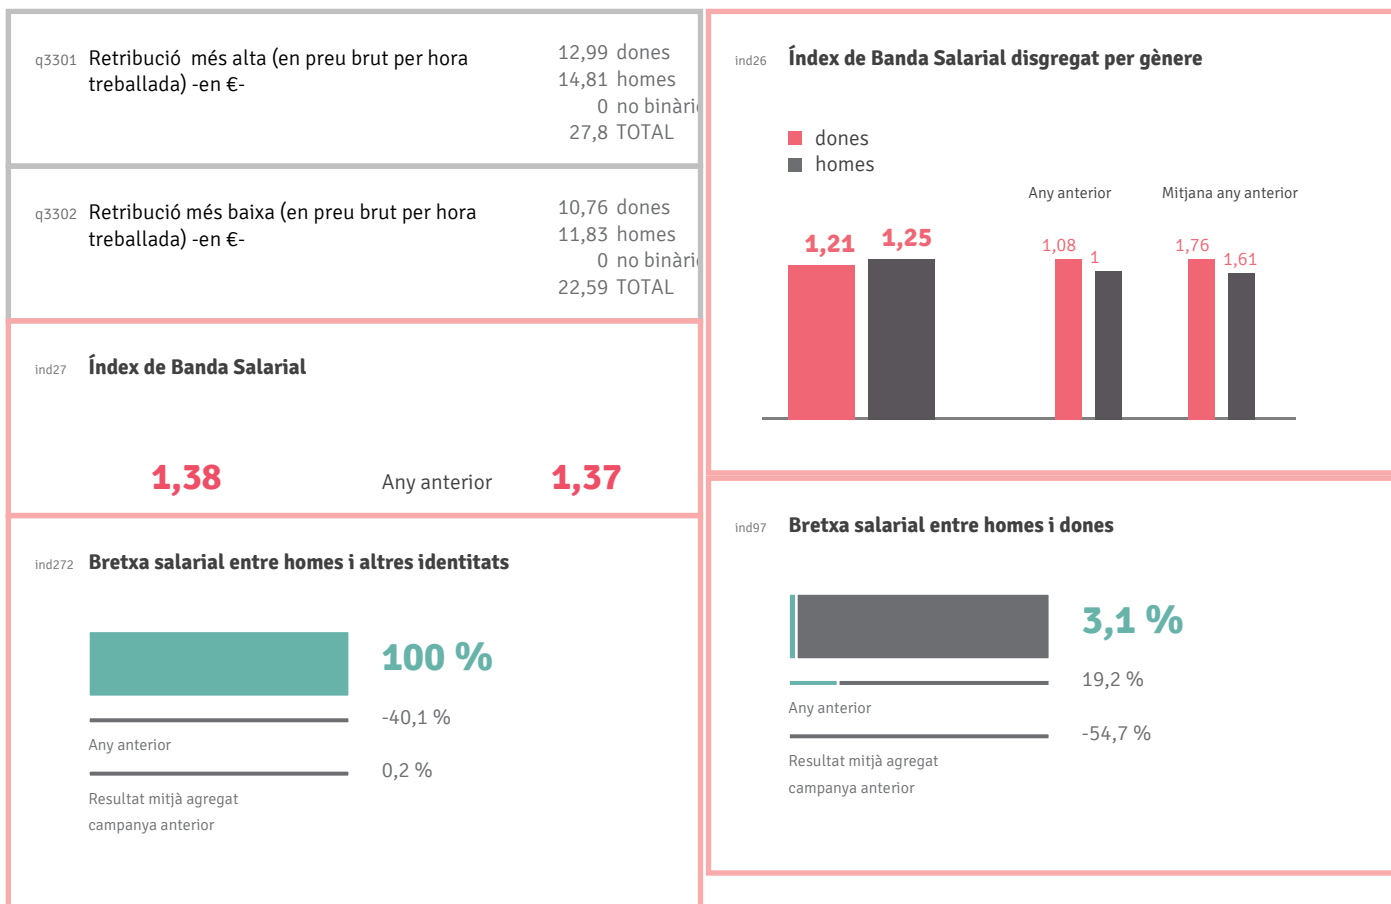 q3301 Retribució més alta (en preu brut per hora
treballada) -en €-
12,99 dones
14,81 homes
0 no binàri
27,8 TOTAL
q3302 Retribució més baixa (en preu brut per hora
treballada) -en €-
10,76 dones
11,83 homes
0 no binàri
22,59 TOTAL
ind27 Índex de Banda Salarial
1,38 Any anterior 1,37
ind272 Bretxa salarial entre homes i altres identitats
100 %
-40,1 %
Any anterior
0,2 %
Resultat mitjà agregat
campanya anterior
ind26 Índex de Banda Salarial disgregat per gènere
dones
homes
Any anterior Mitjana any anterior
1,21 1,25 1,08 1 1,76 1,61
ind97 Bretxa salarial entre homes i dones
3,1 %
19,2 %
Any anterior
-54,7 %
Resultat mitjà agregat
campanya anterior